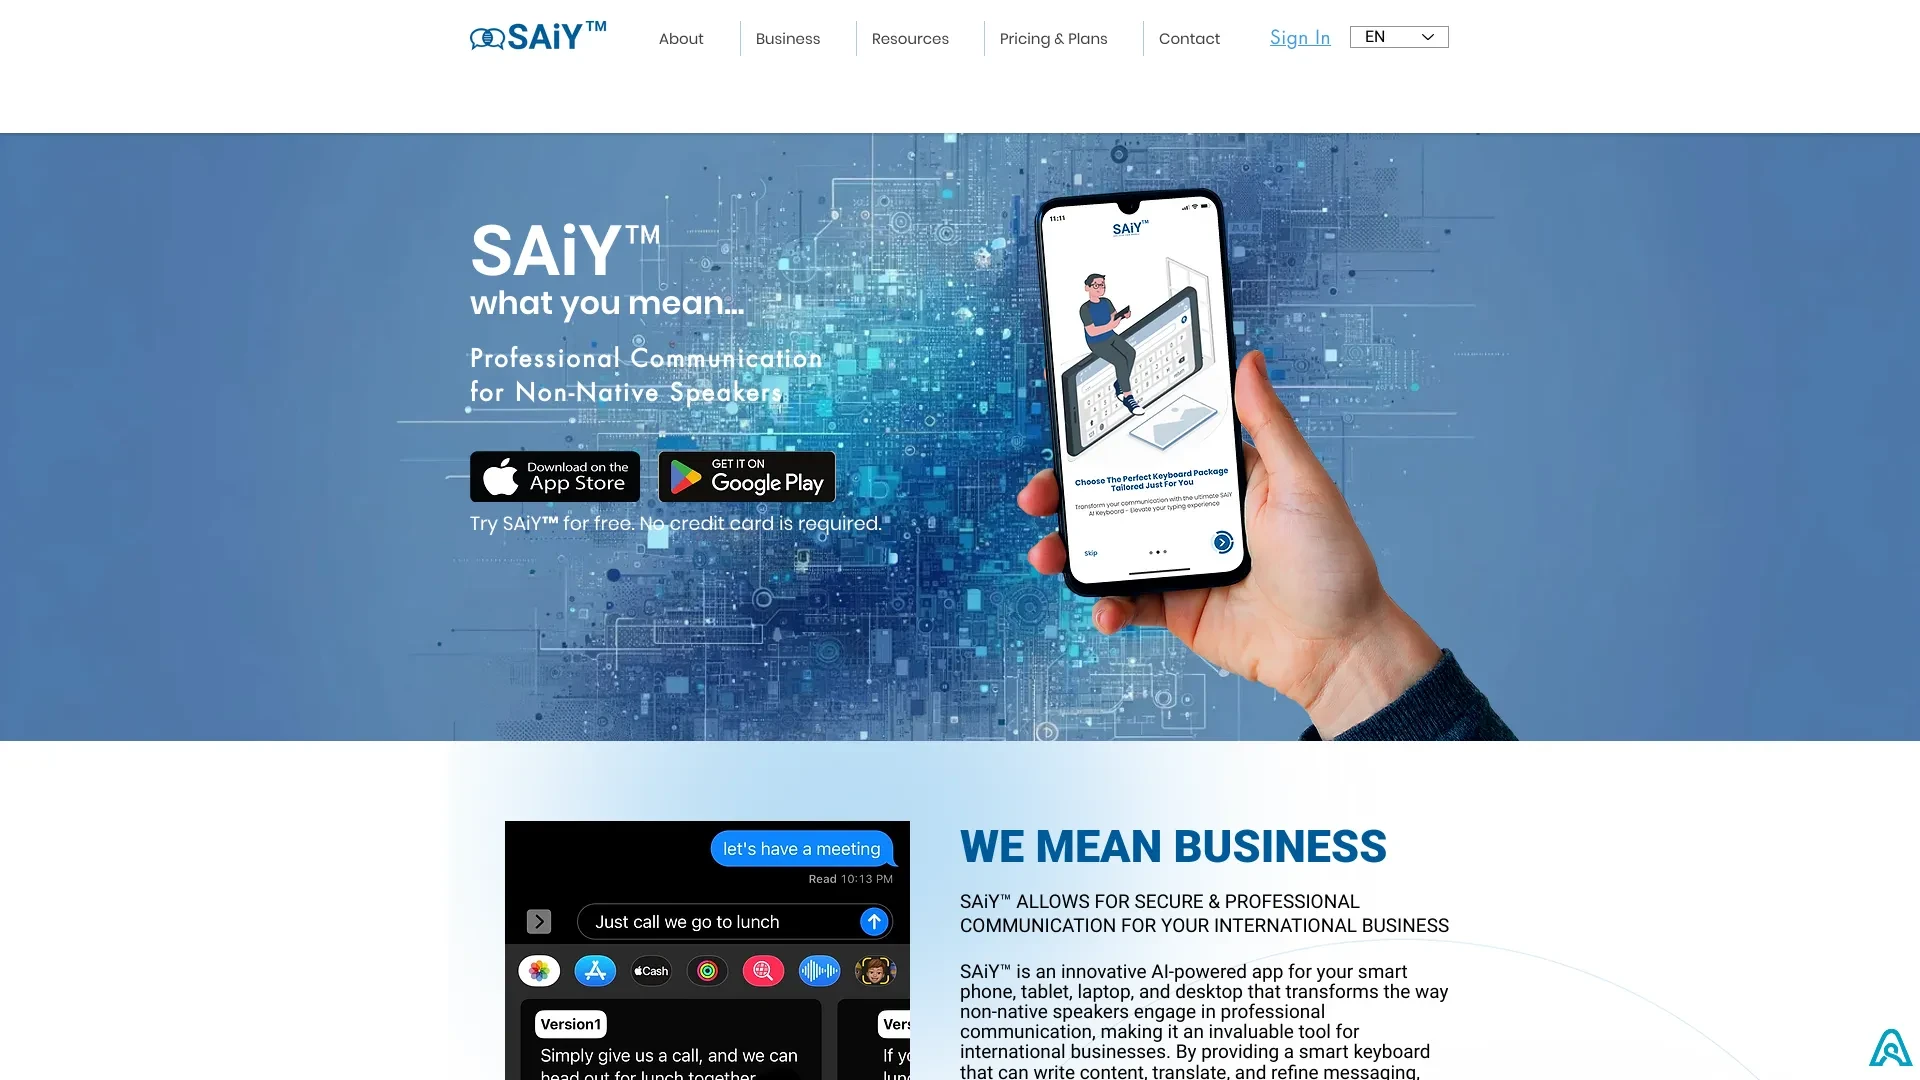 SAiY™
About
Business
Resources
Pricing & Plans
Contact
Sign In
EN
SAiY™
what you mean...
Professional Communication
for Non-Native Speakers
Download on the
App Store
GET IT ON
Google Play
Try SAiY™ for free. No credit card is required.
11:11
SAiY™
return
Choose The Perfect Keyboard Package
Tailored Just For You
Transform your communication with the ultimate SAiY
AI Keyboard - Elevate your typing experience
Skip
let's have a meeting
Read 10:13 PM
Just call we go to lunch
Cash
Version1
Simply give us a call, and we can
head out for lunch together
Vers
If yo
lunc
WE MEAN BUSINESS
SAiY™ ALLOWS FOR SECURE & PROFESSIONAL
COMMUNICATION FOR YOUR INTERNATIONAL BUSINESS
SAiY™ is an innovative AI-powered app for your smart
phone, tablet, laptop, and desktop that transforms the way
non-native speakers engage in professional
communication, making it an invaluable tool for
international businesses. By providing a smart keyboard
that can write content, translate, and refine messaging,